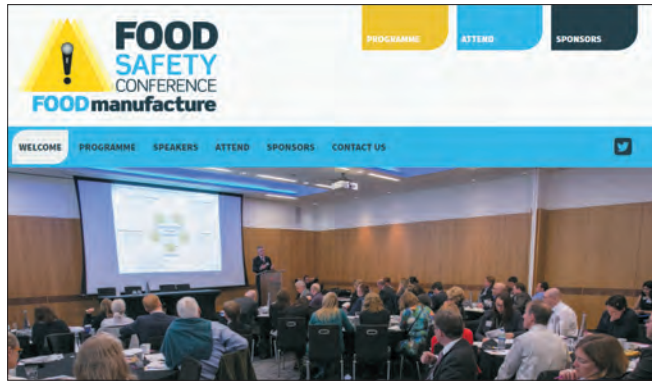 FOOD
SAFETY
CONFERENCE
FOODmanufacture
PROGRAMME
ATTEND
SPONSORS
WELCOME PROGRAMME SPEAKERS ATTEND SPONSORS CONTACT US